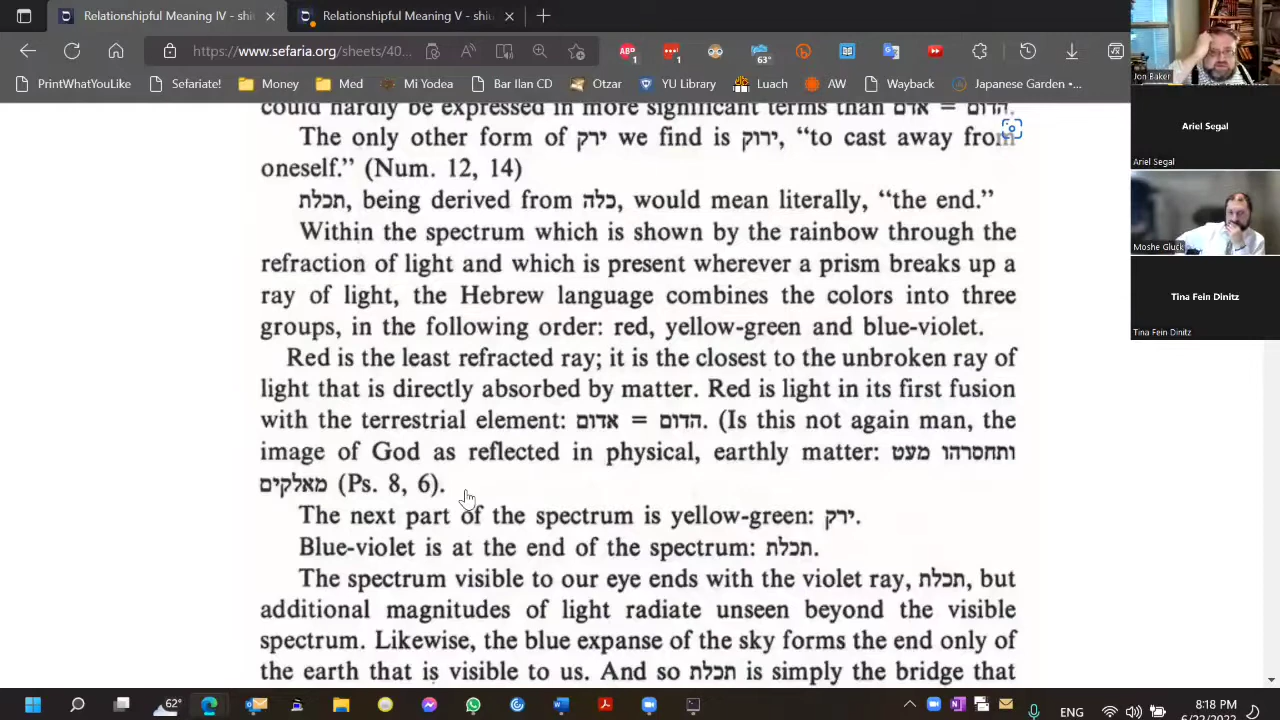 Relationshipful Meaning IV - shi
Relationshipful Meaning V - shi
https://www.sefaria.org/sheets/40...
PrintWhatYouLike
Sefariate!
Money
Med
Mi Yo
BarIlan CD
Otzar
YU Library
Luach
AW
Wayback
Japanese Garden -...
could hardly be expressed in more significant terms than הדום = אדם.
The only other form of ירק we find is ירוק, “to cast away from
oneself.” (Num. 12, 14)
תכלת, being derived from כלה, would mean literally, “the end.”
Within the spectrum which is shown by the rainbow through the
refraction of light and which is present wherever a prism breaks up a
ray of light, the Hebrew language combines the colors into three
groups, in the following order: red, yellow-green and blue-violet.
Red is the least refracted ray; it is the closest to the unbroken ray of
light that is directly absorbed by matter. Red is light in its first fusion
with the terrestrial element: הדום = אדום. (Is this not again man, the
image of God as reflected in physical, earthly matter: ותחסרהו מעט
מאלקים (Ps. 8, 6).
The next part of the spectrum is yellow-green: ירק.
Blue-violet is at the end of the spectrum: תכלת.
The spectrum visible to our eye ends with the violet ray, תכלת, but
additional magnitudes of light radiate unseen beyond the visible
spectrum. Likewise, the blue expanse of the sky forms the end only of
the earth that is visible to us. And so תכלת is simply the bridge that
Jon Baker
Ariel Segal
Ariel Segal
Moshe Gluck
Tina Fein Dinitz
Tina Fein Dinitz
62°
ENG
8:18 PM
6/22/2022